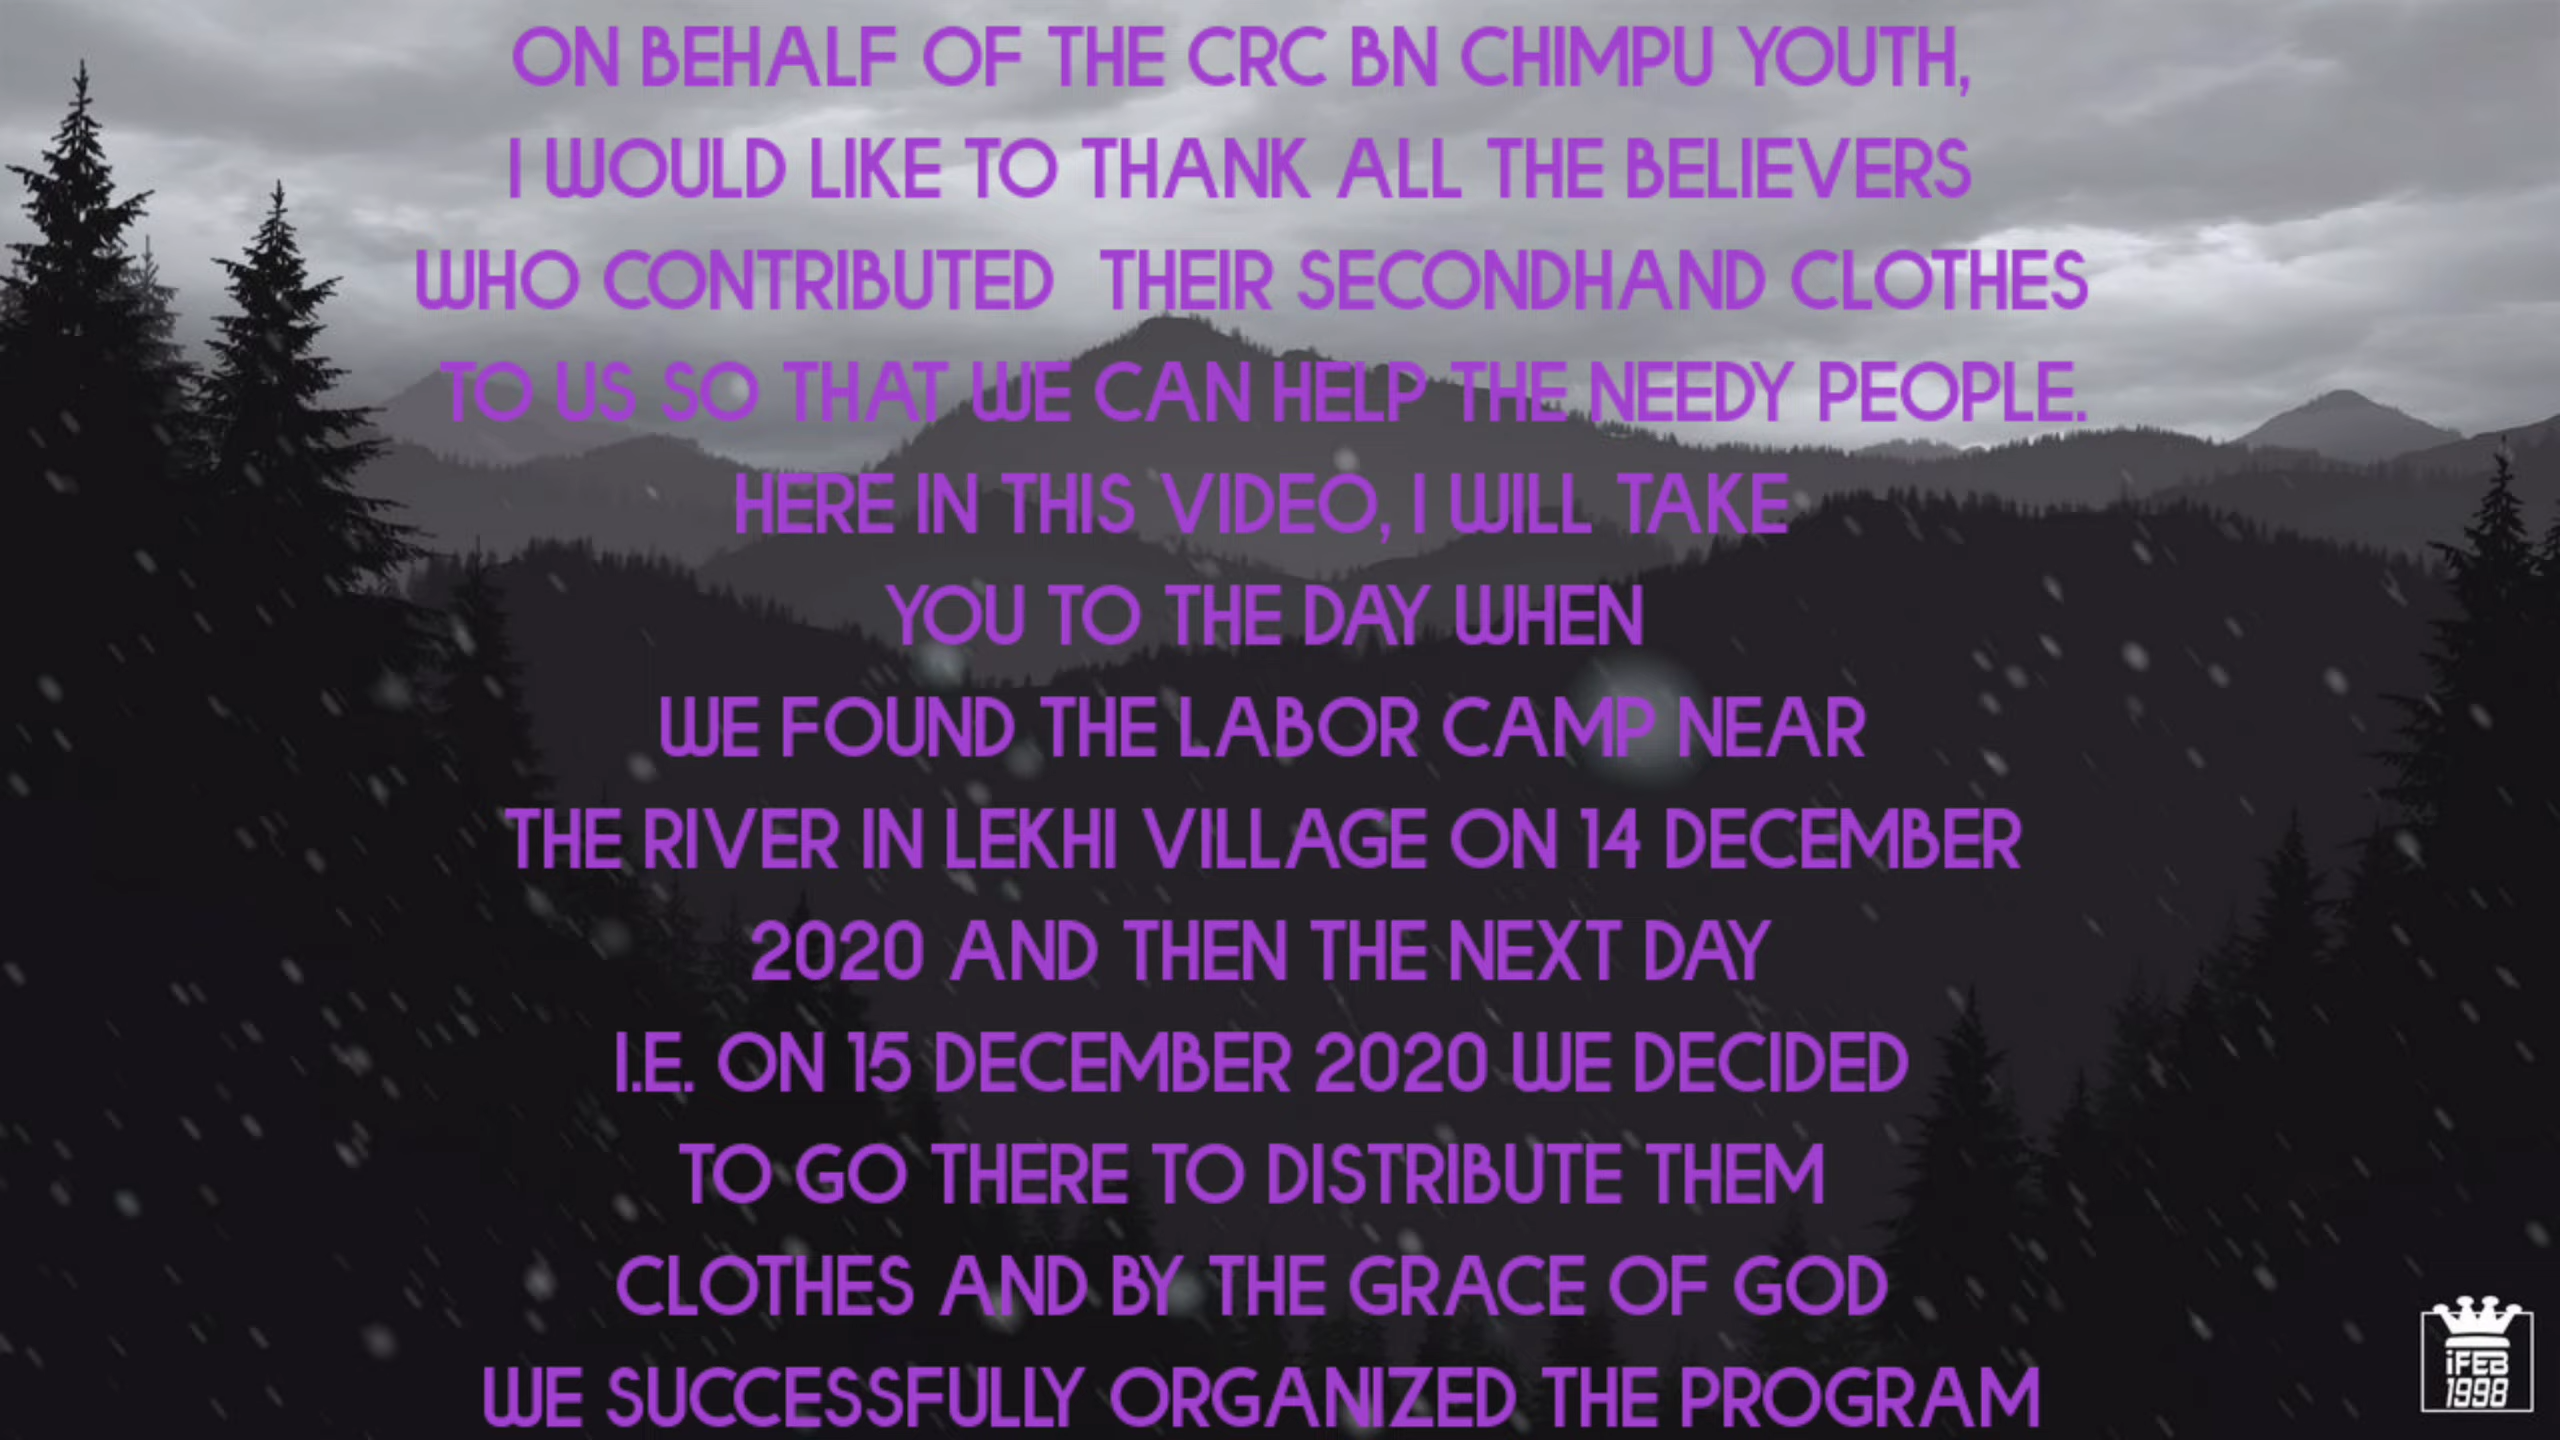 ON BEHALF OF THE CRC BN CHIMPU YOUTH,
I WOULD LIKE TO THANK ALL THE BELIEVERS
WHO CONTRIBUTED THEIR SECONDHAND CLOTHES
TO US SO THAT WE CAN HELP THE NEEDY PEOPLE.
HERE IN THIS VIDEO, I WILL TAKE
YOU TO THE DAY WHEN
WE FOUND THE LABOR CAMP NEAR
THE RIVER IN LEKHI VILLAGE ON 14 DECEMBER
2020 AND THEN THE NEXT DAY
I.E. ON 15 DECEMBER 2020 WE DECIDED
TO GO THERE TO DISTRIBUTE THEM
CLOTHES AND BY THE GRACE OF GOD
WE SUCCESSFULLY ORGANIZED THE PROGRAM
iFEB
1998